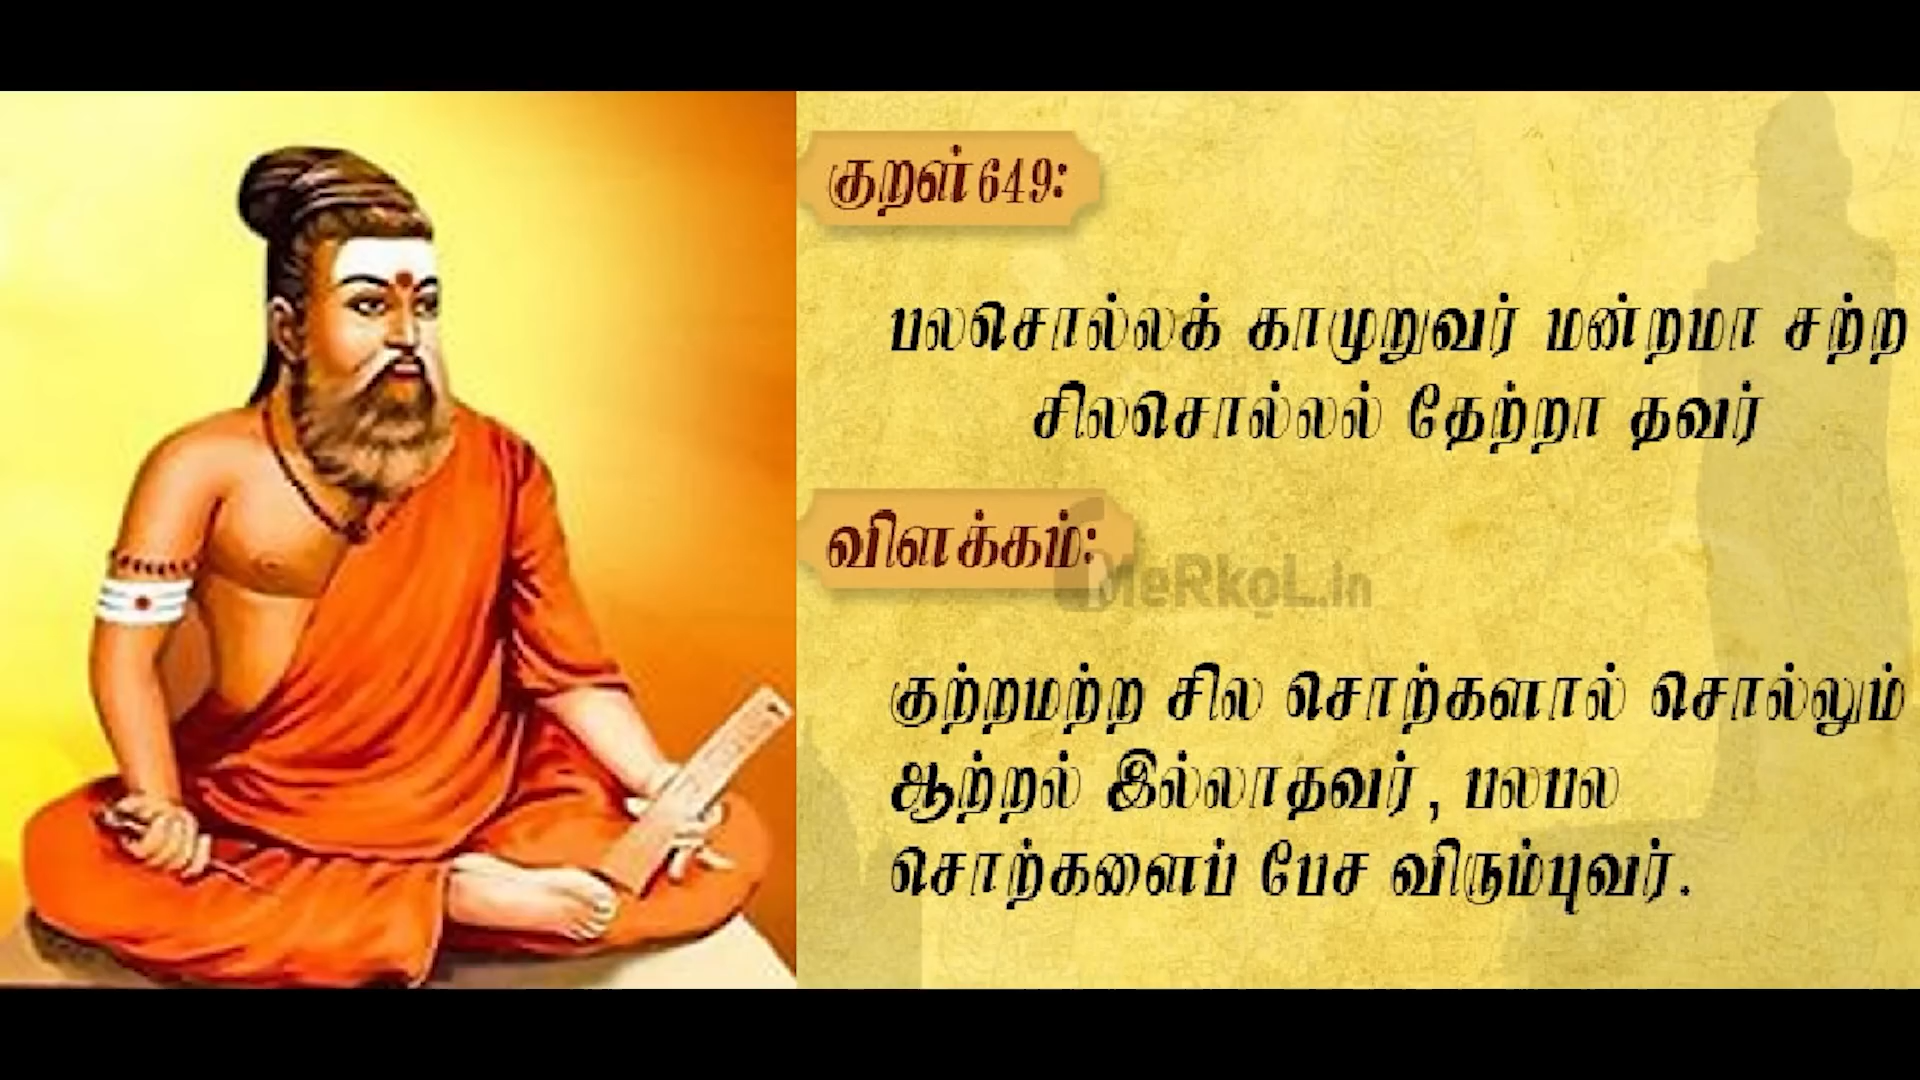 குறள் 649:
பலசொல்லக் காமுறுவர் மன்றமா சற்ற
சிலசொல்லல் தேற்றா தவர்
விளக்கம்:
MeRkoL.in
குற்றமற்ற சில சொற்களால் சொல்லும்
ஆற்றல் இல்லாதவர், பலபல
சொற்களைப் பேச விரும்புவர்.